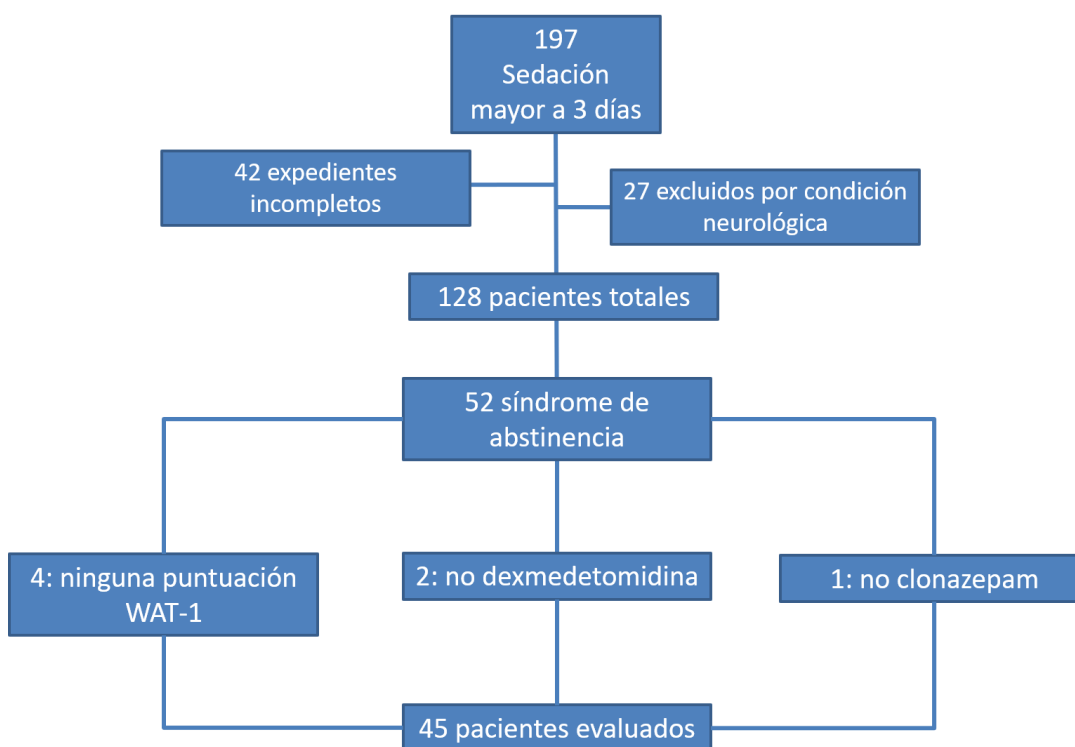 197
Sedación
mayor a 3 días
42 expedientes
incompletos
27 excluidos por condición
neurológica
128 pacientes totales
52 síndrome de
abstinencia
4: ninguna puntuación
WAT-1
2: no dexmedetomidina
1: no clonazepam
45 pacientes evaluados